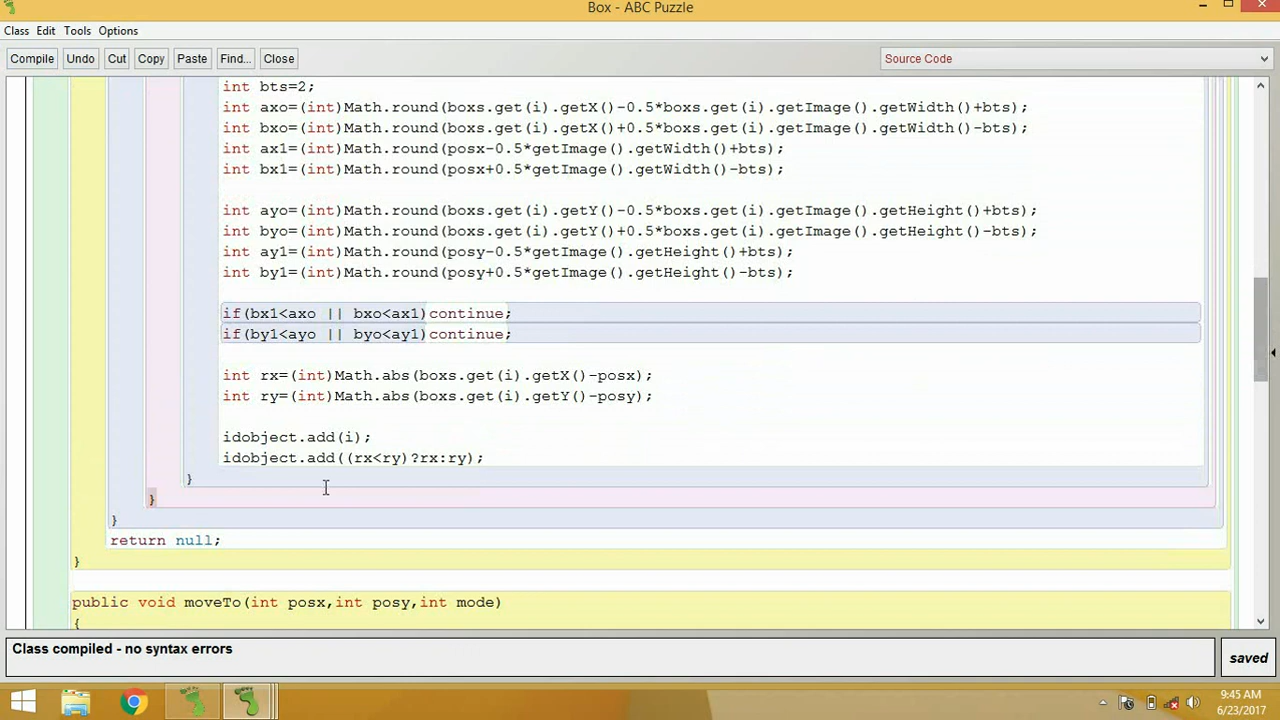 Box - ABC Puzzle
Class Edit Tools Options
Compile Undo Cut Copy Paste Find... Close Source Code
int bts=2;
int axo=(int)Math.round(boxs.get(i).getX()-0.5*boxs.get(i).getImage().getWidth()+bts);
int bxo=(int)Math.round(boxs.get(i).getX()+0.5*boxs.get(i).getImage().getWidth()-bts);
int ax1=(int)Math.round(posx-0.5*getImage().getWidth()+bts);
int bx1=(int)Math.round(posx+0.5*getImage().getWidth()-bts);
int ayo=(int)Math.round(boxs.get(i).getY()-0.5*boxs.get(i).getImage().getHeight()+bts);
int byo=(int)Math.round(boxs.get(i).getY()+0.5*boxs.get(i).getImage().getHeight()-bts);
int ay1=(int)Math.round(posy-0.5*getImage().getHeight()+bts);
int by1=(int)Math.round(posy+0.5*getImage().getHeight()-bts);
if(bx1<axo || bxo<ax1)continue;
if(by1<ayo || byo<ay1)continue;
int rx=(int)Math.abs(boxs.get(i).getX()-posx);
int ry=(int)Math.abs(boxs.get(i).getY()-posy);
idobject.add(i);
idobject.add((rx<ry)?rx:ry);
}
}
}
return null;
}
public void moveTo(int posx,int posy,int mode)
{
Class compiled - no syntax errors
saved
9:45 AM
6/23/2017